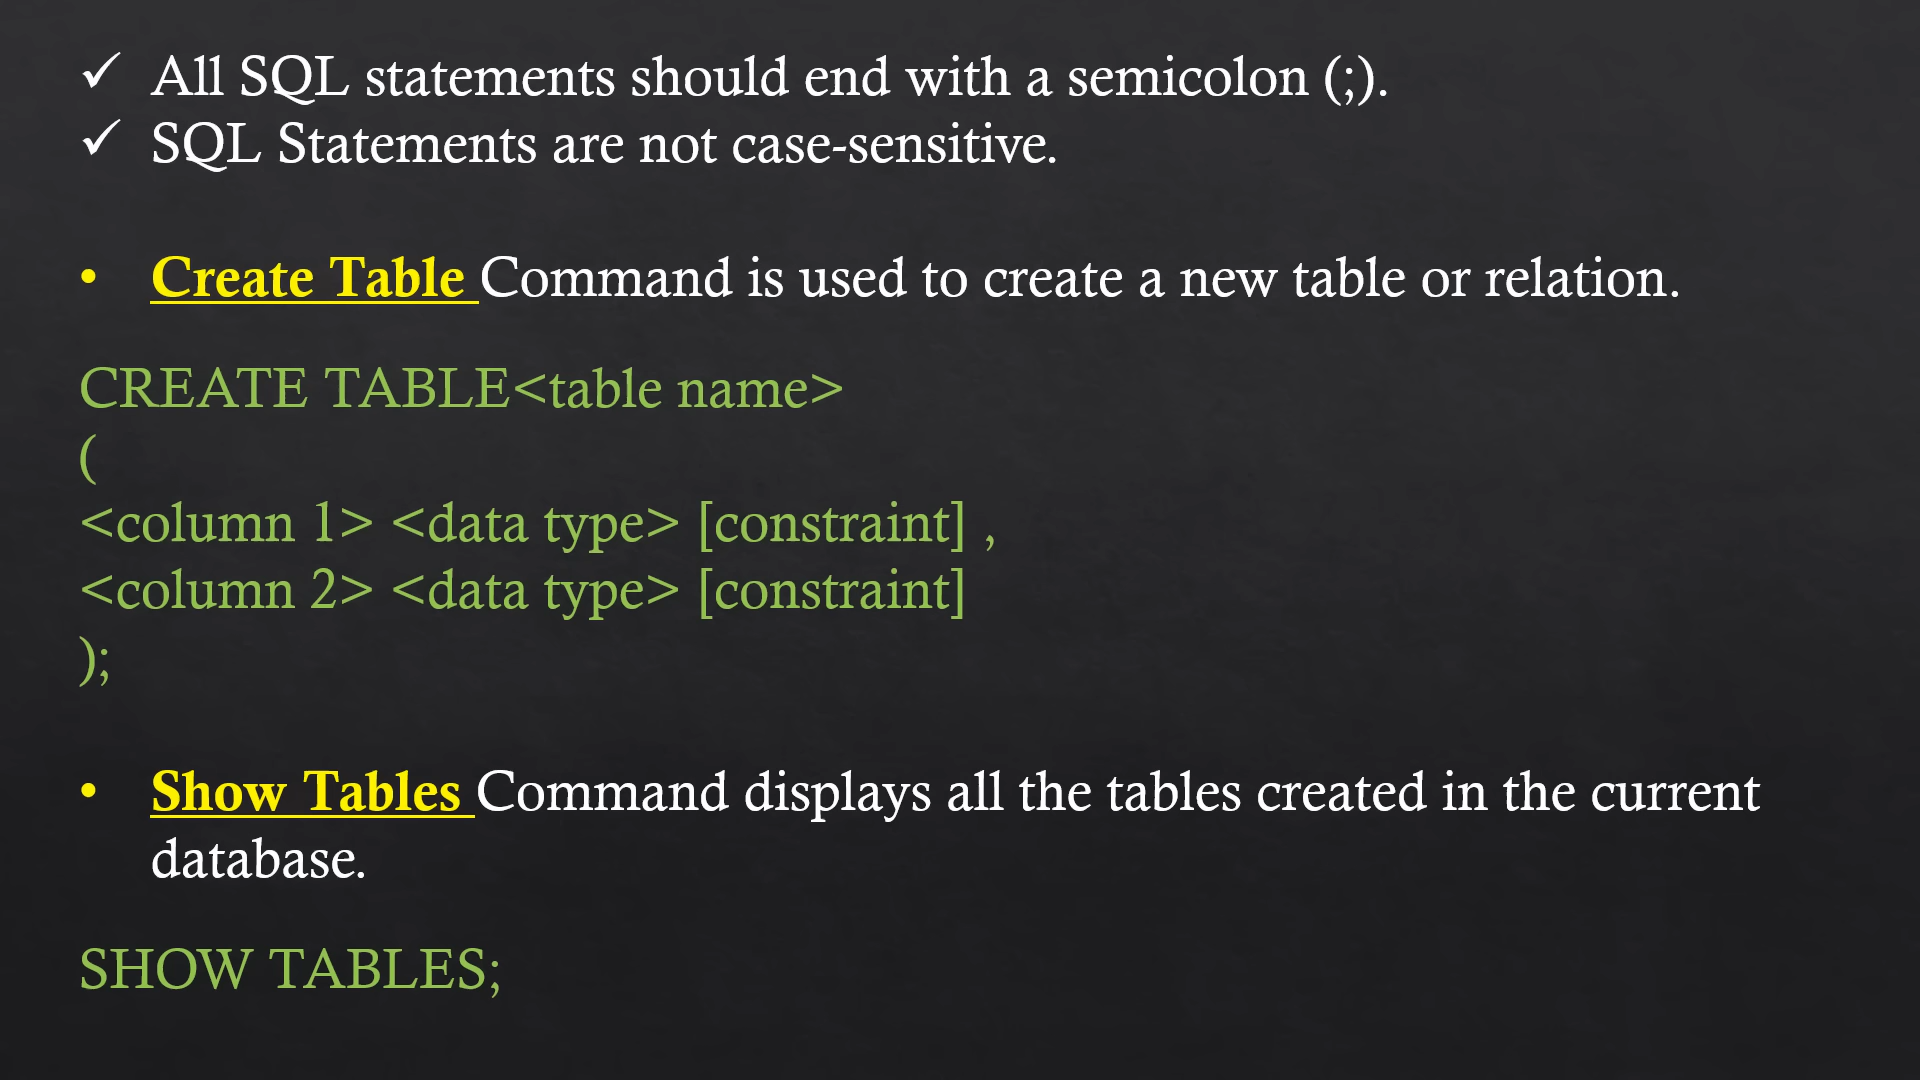 ✓ All SQL statements should end with a semicolon (;).
✓ SQL Statements are not case-sensitive.
• Create Table Command is used to create a new table or relation.
CREATE TABLE<table name>
(
<column 1> <data type> [constraint] ,
<column 2> <data type> [constraint]
);
• Show Tables Command displays all the tables created in the current
database.
SHOW TABLES;